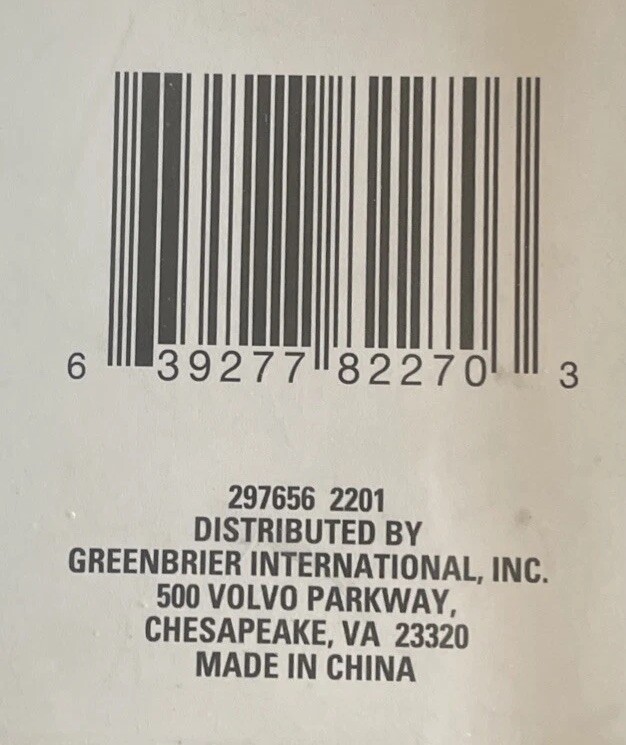 6 39277 82270 3
297656 2201
DISTRIBUTED BY
GREENBRIER INTERNATIONAL, INC.
500 VOLVO PARKWAY,
CHESAPEAKE, VA 23320
MADE IN CHINA